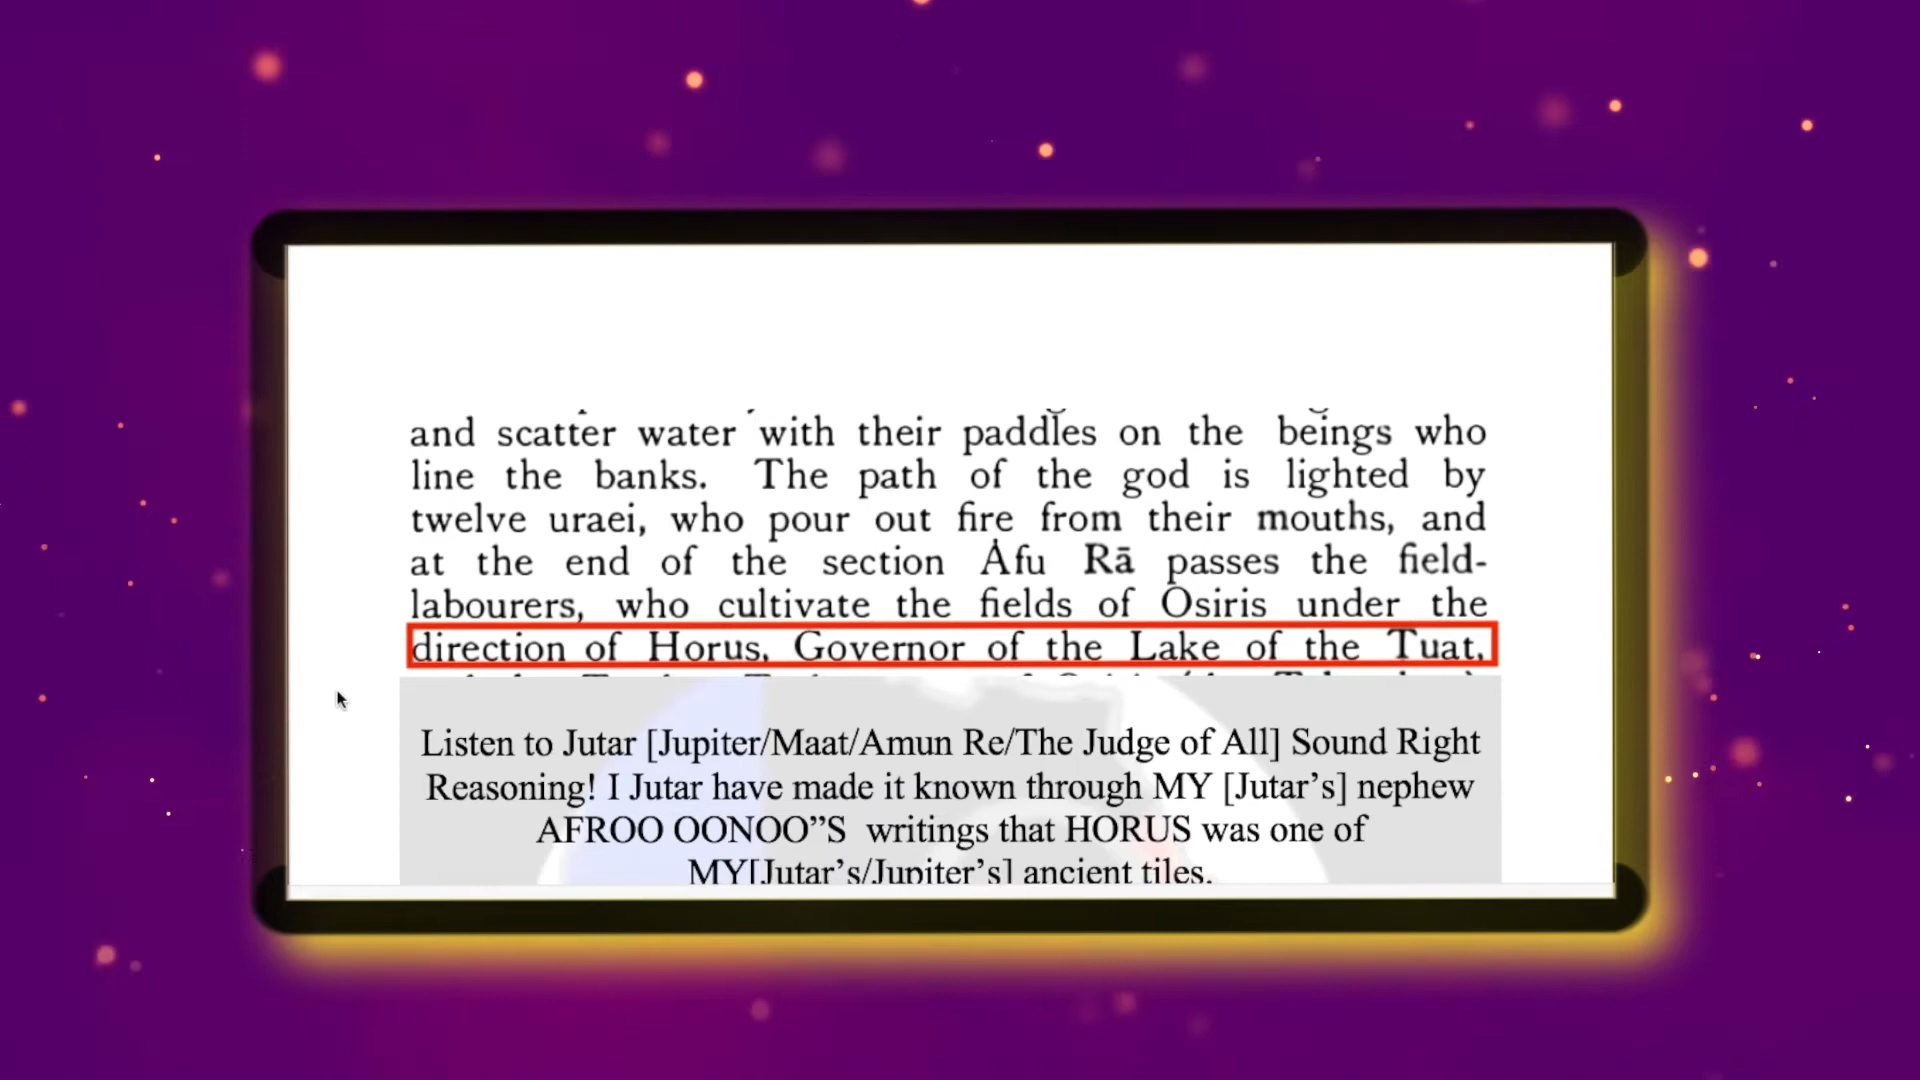 and scatter water with their paddles on the beings who
line the banks. The path of the god is lighted by
twelve uraei, who pour out fire from their mouths, and
at the end of the section Ȧfu Rā passes the field-
labourers, who cultivate the fields of Osiris under the
direction of Horus, Governor of the Lake of the Tuat,
Listen to Jutar [Jupiter/Maat/Amun Re/The Judge of All] Sound Right
Reasoning! I Jutar have made it known through MY [Jutar’s] nephew
AFROO OONOO”S writings that HORUS was one of
MY[Jutar’s/Jupiter’s] ancient tiles.